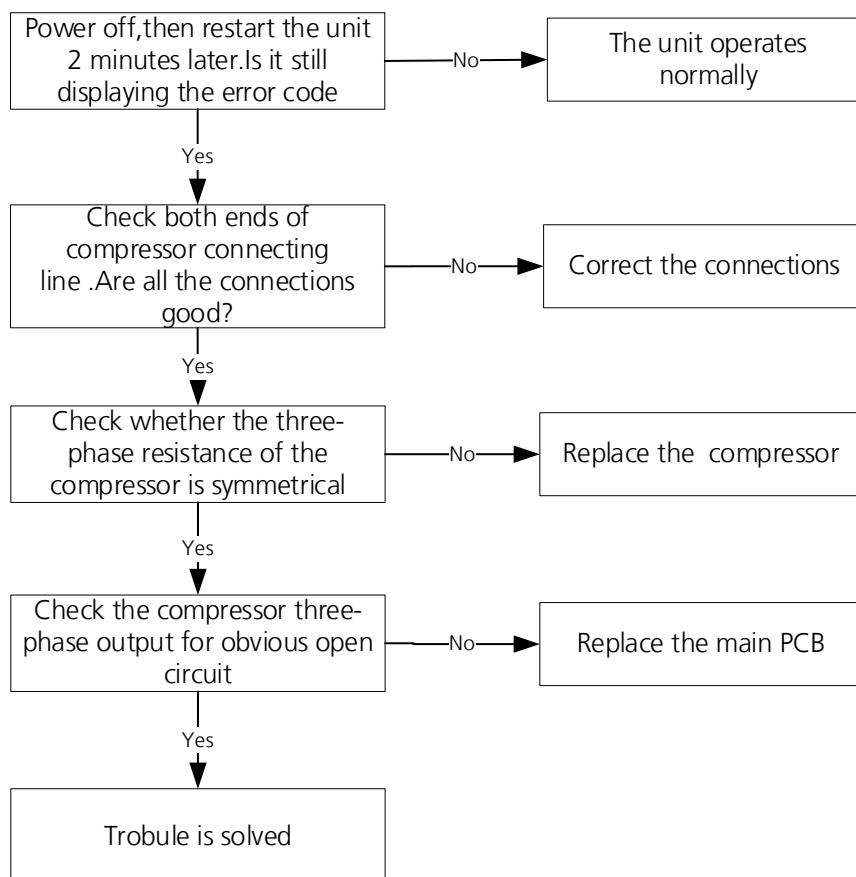 Power off,then restart the unit
2 minutes later.Is it still
displaying the error code
No
The unit operates
normally
Yes
Check both ends of
compressor connecting
line .Are all the connections
good?
No
Correct the connections
Yes
Check whether the three-
phase resistance of the
compressor is symmetrical
No
Replace the compressor
Yes
Check the compressor three-
phase output for obvious open
circuit
No
Replace the main PCB
Yes
Trobule is solved